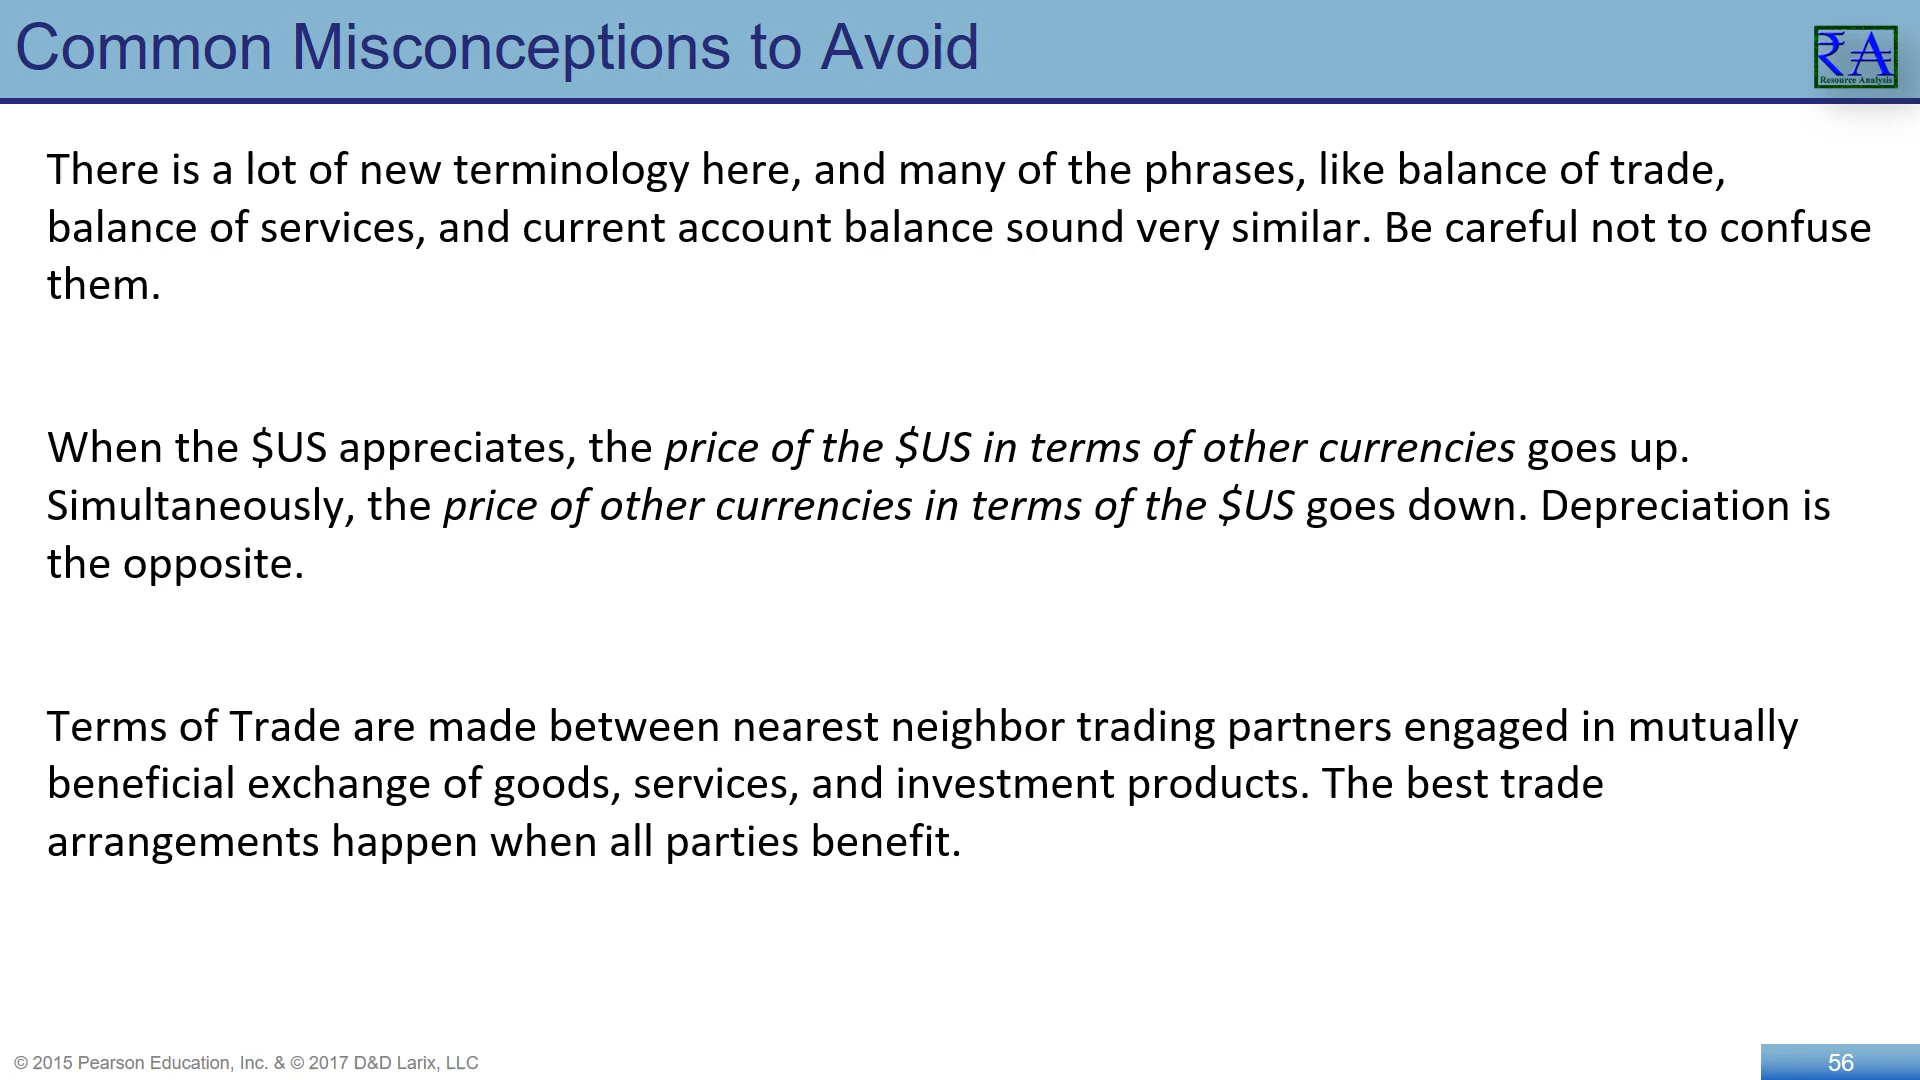 Common Misconceptions to Avoid
₹A
Resource Analysis
There is a lot of new terminology here, and many of the phrases, like balance of trade,
balance of services, and current account balance sound very similar. Be careful not to confuse
them.
When the $US appreciates, the price of the $US in terms of other currencies goes up.
Simultaneously, the price of other currencies in terms of the $US goes down. Depreciation is
the opposite.
Terms of Trade are made between nearest neighbor trading partners engaged in mutually
beneficial exchange of goods, services, and investment products. The best trade
arrangements happen when all parties benefit.
© 2015 Pearson Education, Inc. & © 2017 D&D Larix, LLC
56